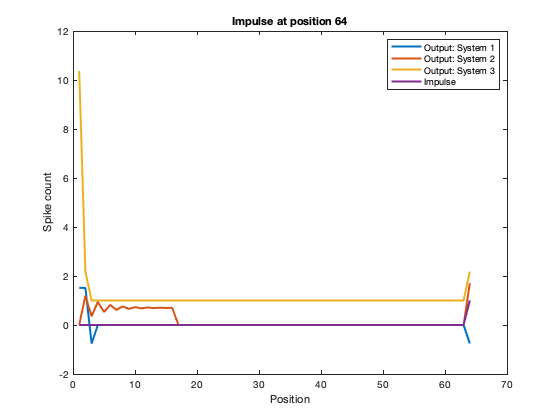 Impulse at position 64
Output: System 1
Output: System 2
Output: System 3
Impulse
12
10
8
6
4
2
0
-2
Spike count
0 10 20 30 40 50 60 70
Position